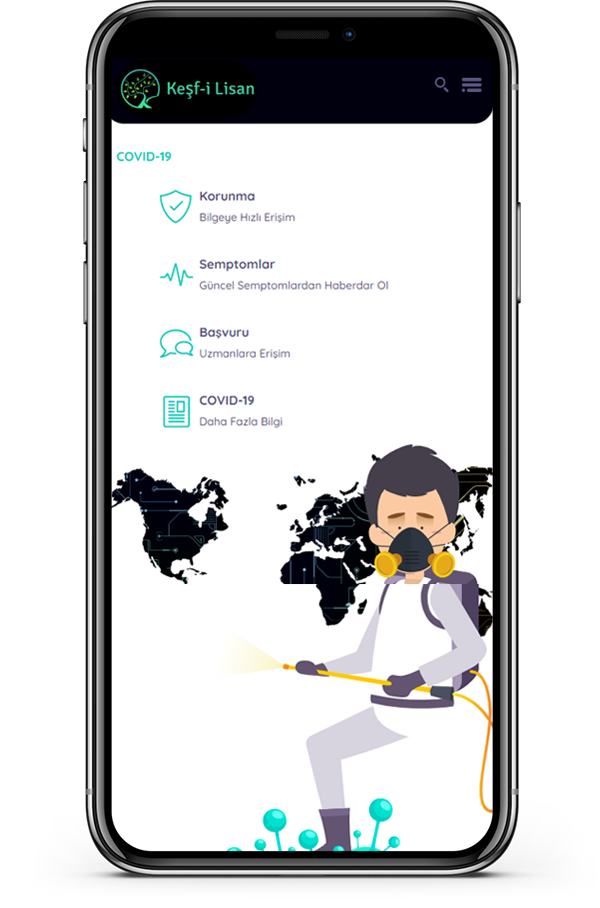 Keşf-i Lisan
COVID-19
Korunma
Bilgeye Hızlı Erişim
Semptomlar
Güncel Semptomlardan Haberdar Ol
Başvuru
Uzmanlara Erişim
COVID-19
Daha Fazla Bilgi